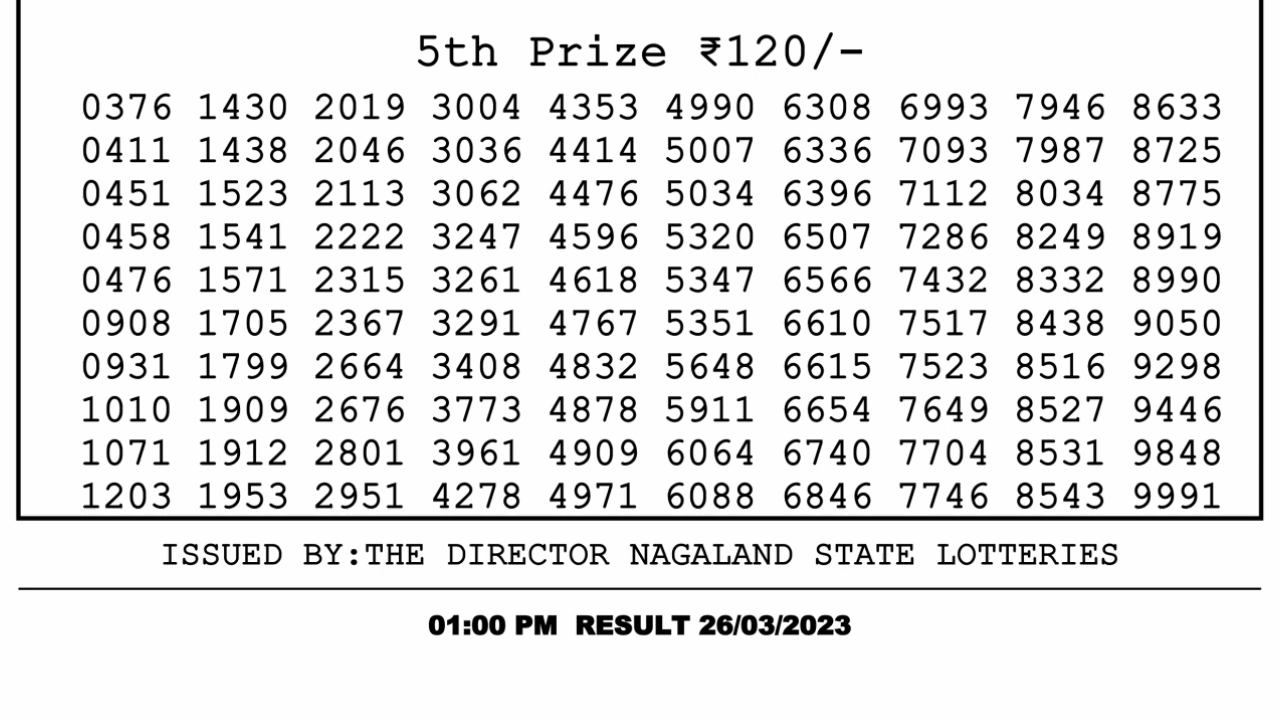 5th Prize ₹120/-
0376 1430 2019 3004 4353 4990 6308 6993 7946 8633
0411 1438 2046 3036 4414 5007 6336 7093 7987 8725
0451 1523 2113 3062 4476 5034 6396 7112 8034 8775
0458 1541 2222 3247 4596 5320 6507 7286 8249 8919
0476 1571 2315 3261 4618 5347 6566 7432 8332 8990
0908 1705 2367 3291 4767 5351 6610 7517 8438 9050
0931 1799 2664 3408 4832 5648 6615 7523 8516 9298
1010 1909 2676 3773 4878 5911 6654 7649 8527 9446
1071 1912 2801 3961 4909 6064 6740 7704 8531 9848
1203 1953 2951 4278 4971 6088 6846 7746 8543 9991
ISSUED BY:THE DIRECTOR NAGALAND STATE LOTTERIES
01:00 PM RESULT 26/03/2023